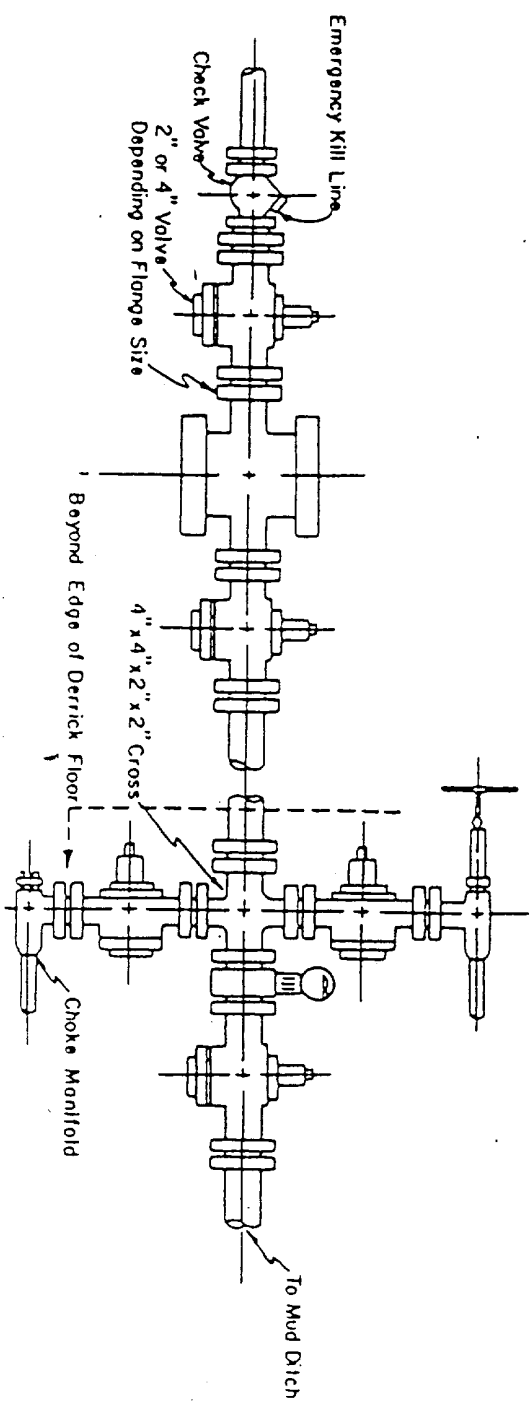 Emergency Kill Line
Check Valve
2" or 4" Valve
Depending on Flange Size
Beyond Edge of Derrick Floor
4" x 4" x 2" x 2" Cross
Choke Manifold
To Mud Ditch